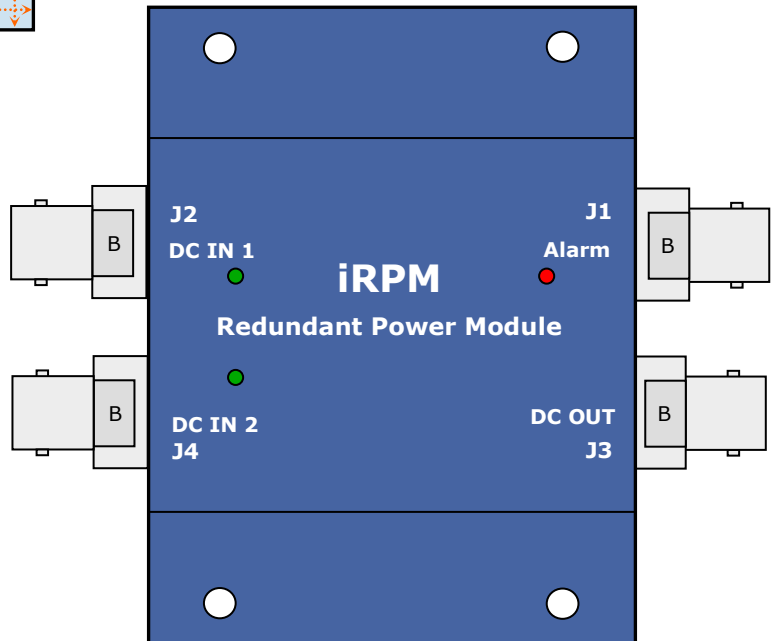 J2
J1
DC IN 1
Alarm
B
B
iRPM
Redundant Power Module
B
B
DC IN 2
DC OUT
J4
J3